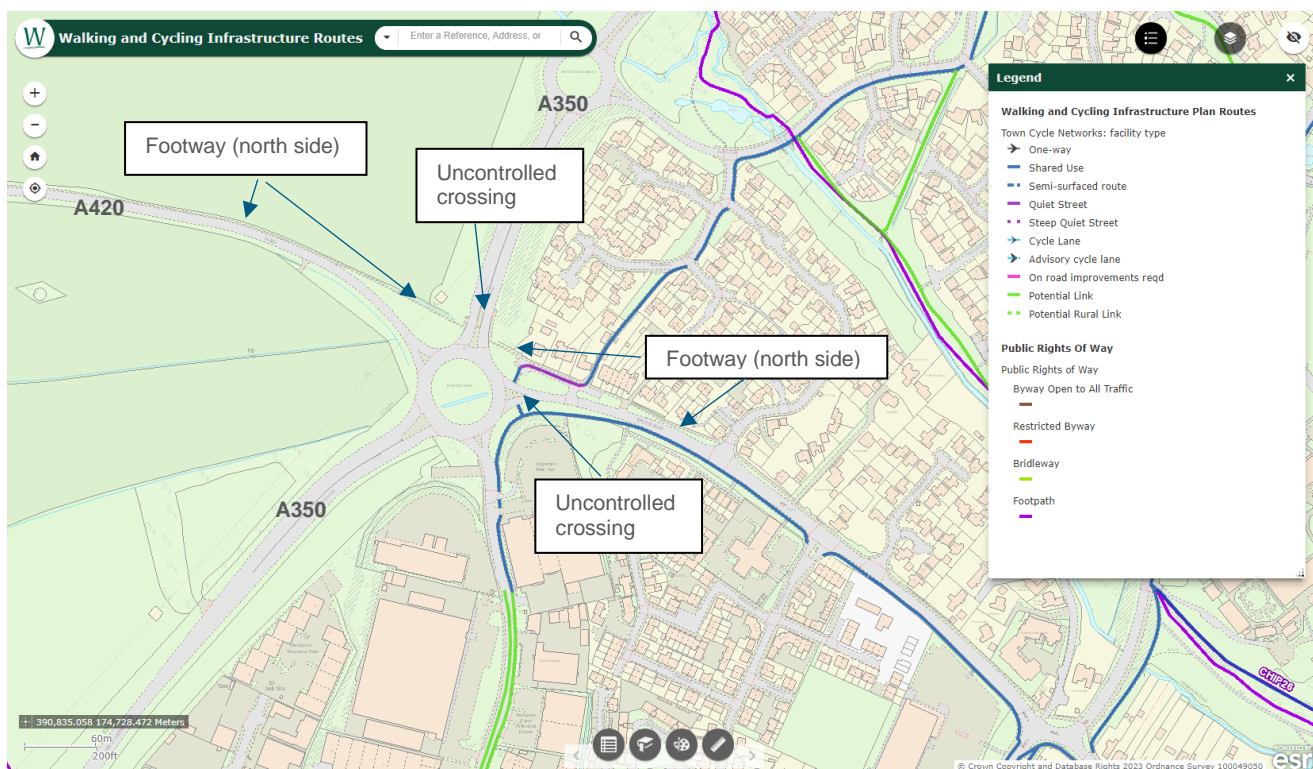 W Walking and Cycling Infrastructure Routes
Enter a Reference, Address, or
A350
Footway (north side)
Uncontrolled
crossing
A420
Footway (north side)
Uncontrolled
crossing
A350
Legend
Walking and Cycling Infrastructure Plan Routes
Town Cycle Networks: facility type
One-way
Shared Use
Semi-surfaced route
Quiet Street
Steep Quiet Street
Cycle Lane
Advisory cycle lane
On road improvements reqd
Potential Link
Potential Rural Link
Public Rights Of Way
Public Rights of Way
Byway Open to All Traffic
Restricted Byway
Bridleway
Footpath
CHIP28
390,835.058 174,728.472 Meters
60m
200ft
© Crown Copyright and Database Rights 2023 Ordnance Survey 100049050
POWERED BY
esri